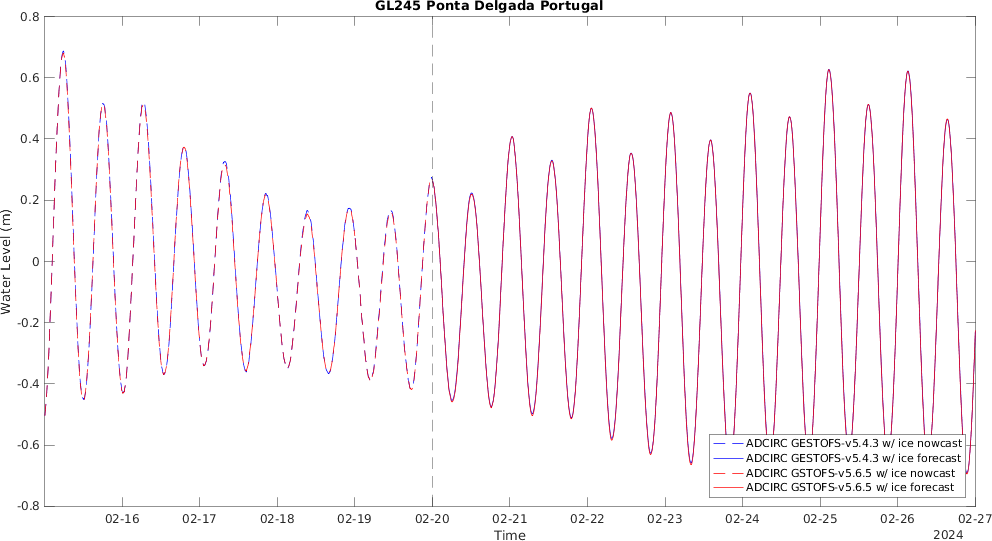 GL245 Ponta Delgada Portugal
0.8
0.6
0.4
0.2
0
-0.2
-0.4
-0.6
-0.8
Water Level (m)
ADCIRC GESTOFS-v5.4.3 w/ ice nowcast
ADCIRC GESTOFS-v5.4.3 w/ ice forecast
ADCIRC GSTOFS-v5.6.5 w/ ice nowcast
ADCIRC GSTOFS-v5.6.5 w/ ice forecast
02-16 02-17 02-18 02-19 02-20 02-21 02-22 02-23 02-24 02-25 02-26 02-27
Time
2024